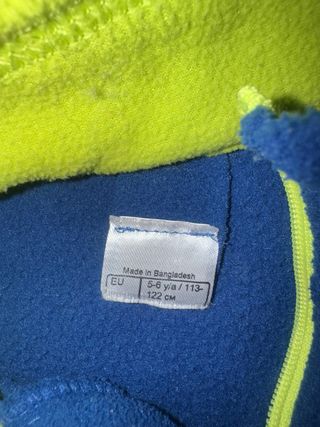 Made in Bangladesh
EU 5-6 y/a / 113-
122 см